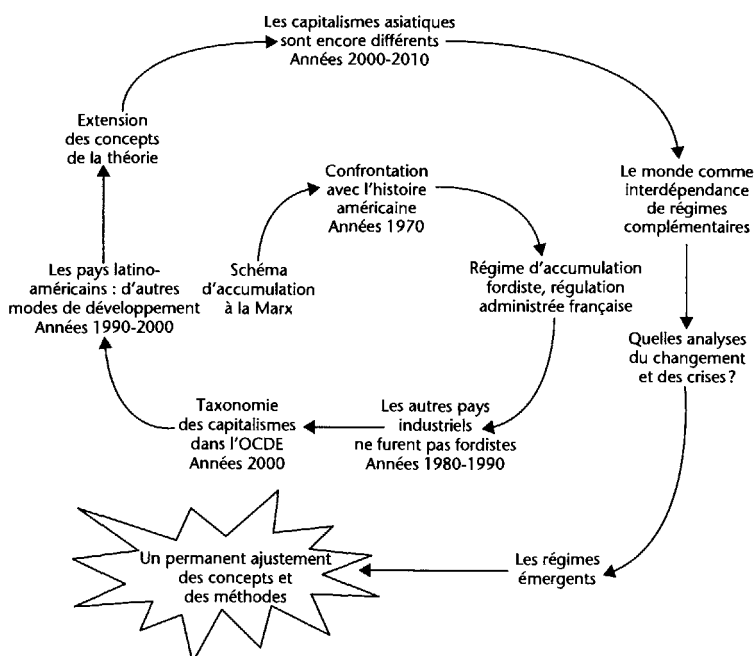 Les capitalismes asiatiques
sont encore différents
Années 2000-2010
Extension
des concepts
de la théorie
Confrontation
avec l'histoire
américaine
Années 1970
Le monde comme
interdépendance
de régimes
complémentaires
Les pays latino-
américains : d'autres
modes de développement
Années 1990-2000
Schéma
d'accumulation
à la Marx
Régime d'accumulation
fordiste, régulation
administrée française
Quelles analyses
du changement
et des crises ?
Taxonomie
des capitalismes
dans l'OCDE
Années 2000
Les autres pays
industriels
ne furent pas fordistes
Années 1980-1990
Un permanent ajustement
des concepts et
des méthodes
Les régimes
émergents